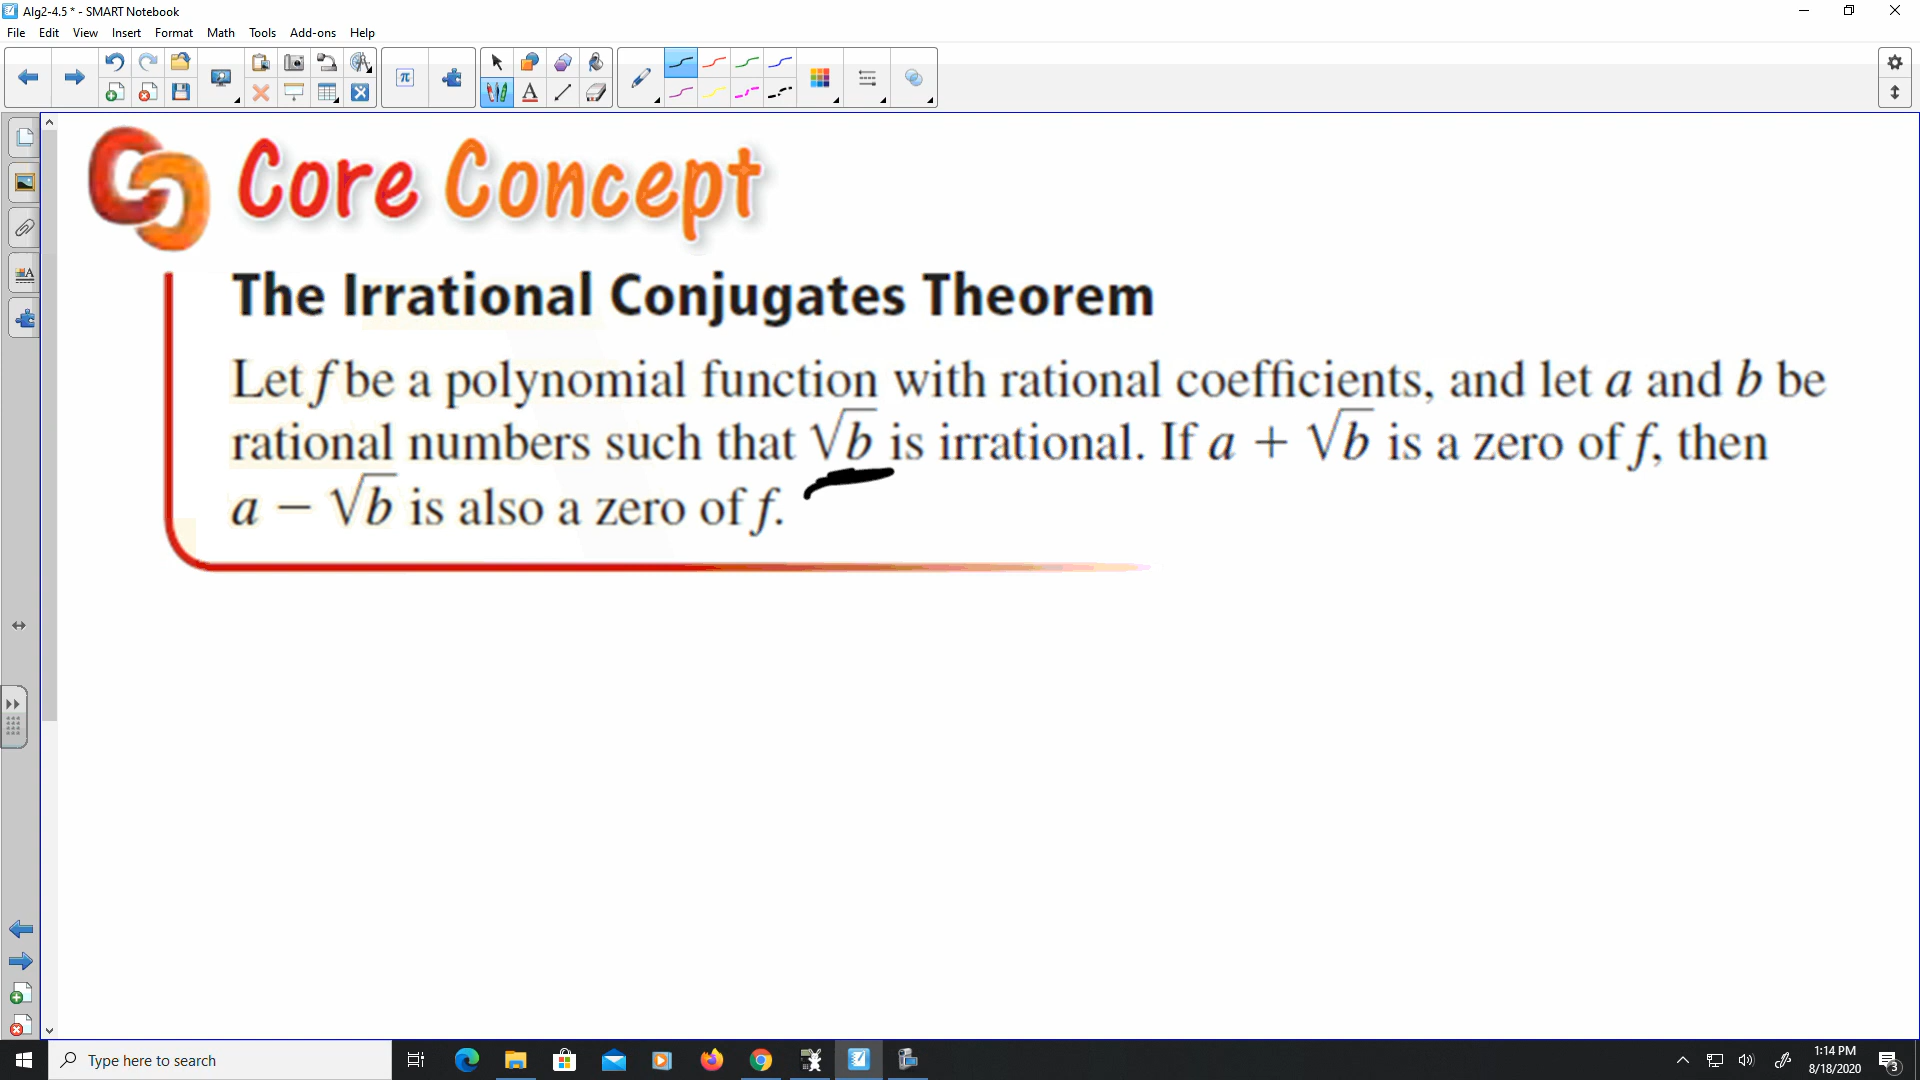 Alg2-4.5 * - SMART Notebook
File Edit View Insert Format Math Tools Add-ons Help
Core Concept
The Irrational Conjugates Theorem
Let f be a polynomial function with rational coefficients, and let a and b be
rational numbers such that √b is irrational. If a + √b is a zero of f, then
a − √b is also a zero of f.
Type here to search
1:14 PM
8/18/2020
3